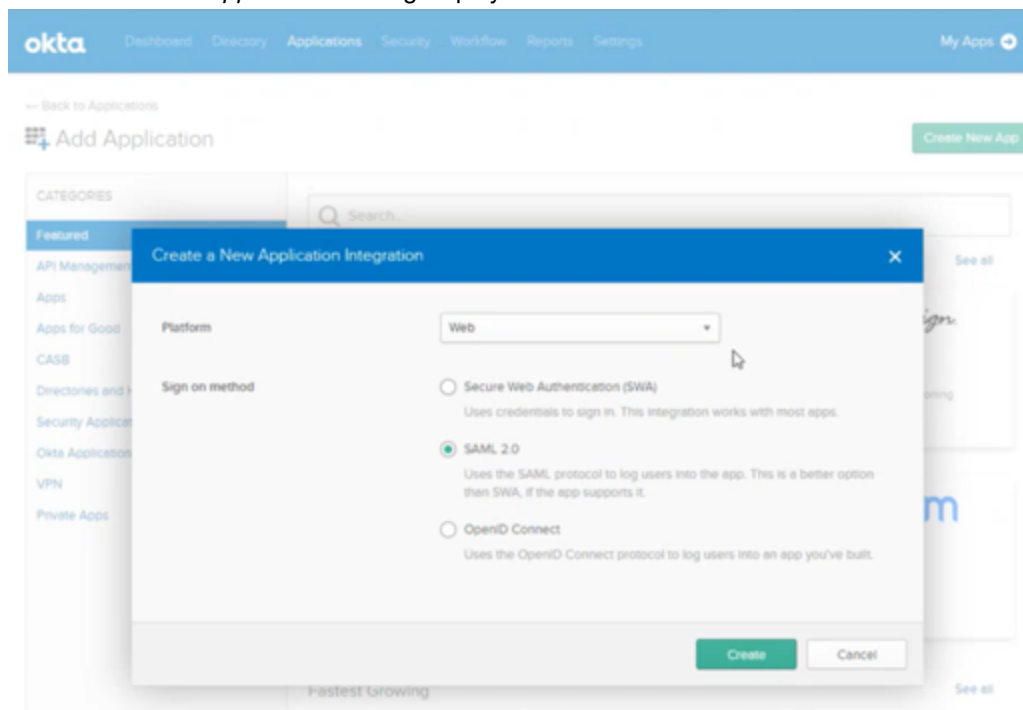 okta Dashboard Directory Applications Security Workflow Reports Settings My Apps
← Back to Applications
Add Application
Create New App
CATEGORIES
Search...
Featured
Create a New Application Integration
API Management
See all
Apps
Platform
Web
Apps for Good
CASB
Sign on method
Secure Web Authentication (SWA)
Directories and
Uses credentials to sign in. This integration works with most apps.
Security
SAML 2.0
Okta
Uses the SAML protocol to log users into the app. This is a better option
than SWA, if the app supports it.
VPN
Private Apps
OpenID Connect
Uses the OpenID Connect protocol to log users into an app you've built.
Create
Cancel
Fastest Growing
See all